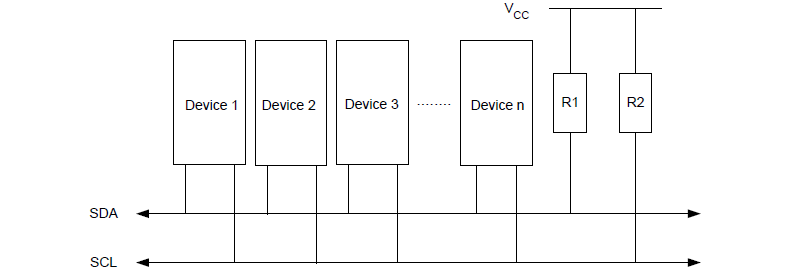 VCC
Device 1
Device 2
Device 3
........
Device n
R1
R2
SDA
SCL